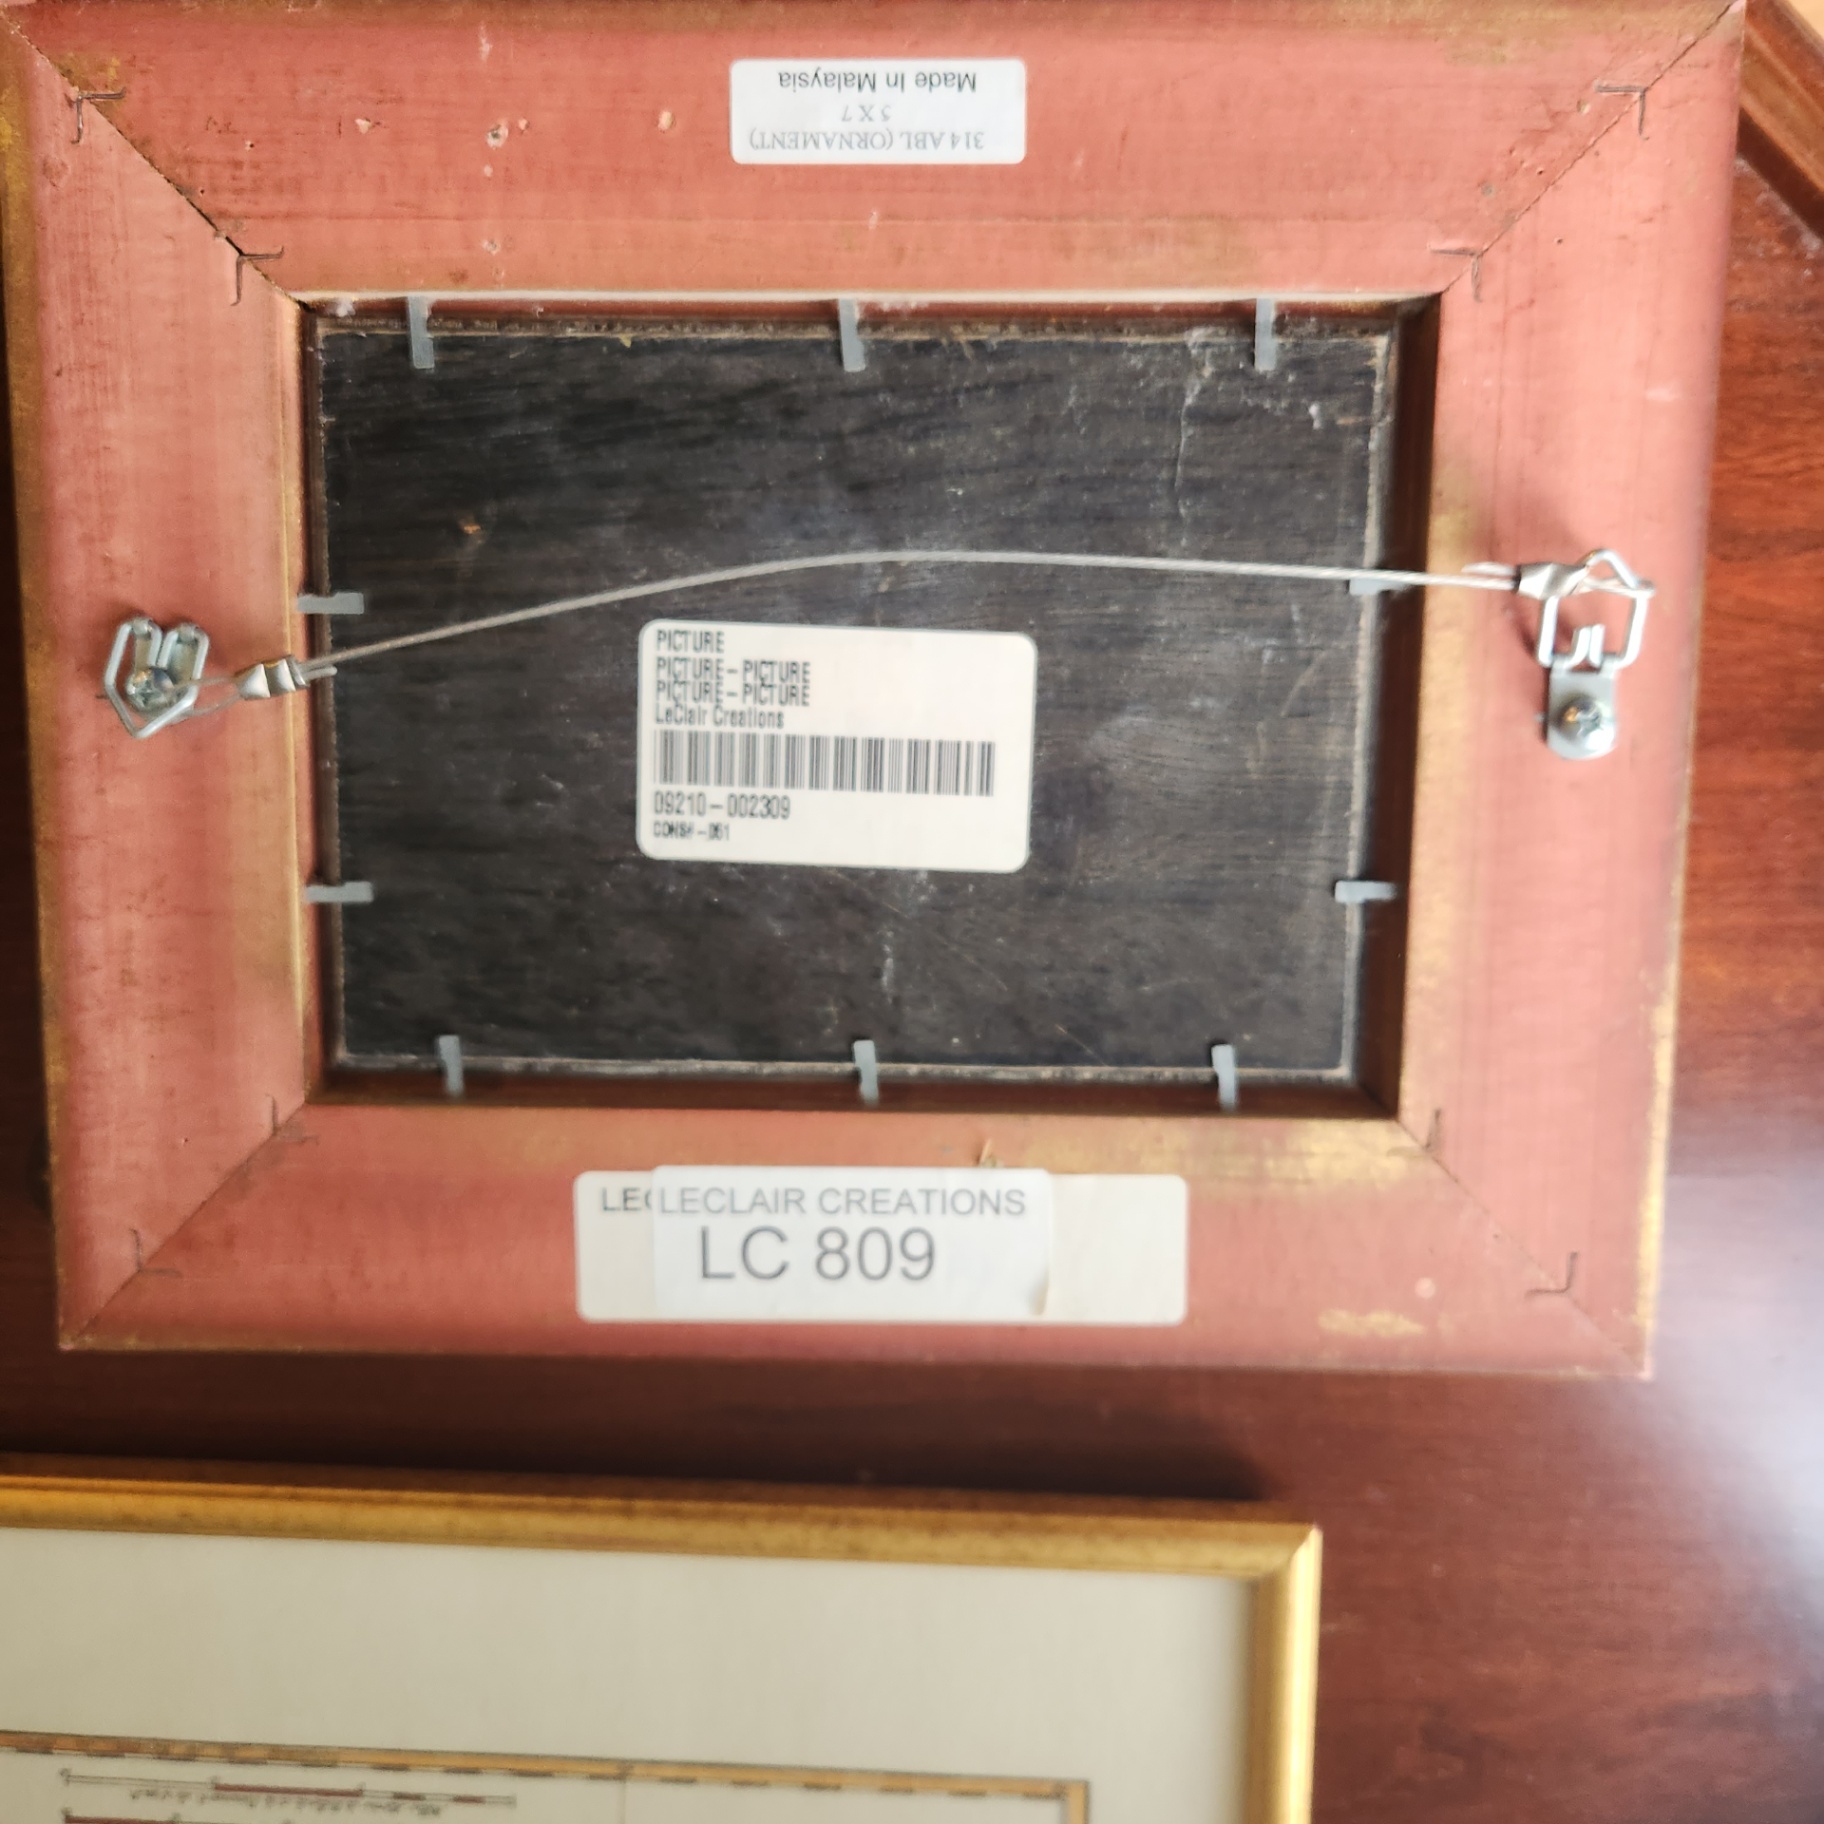 314 ABL (ORNAMENT)
5 X 7
Made In Malaysia
PICTURE
PICTURE-PICTURE
PICTURE-PICTURE
LeClair Creations
09210-002309
LEC
LECLAIR CREATIONS
LC 809